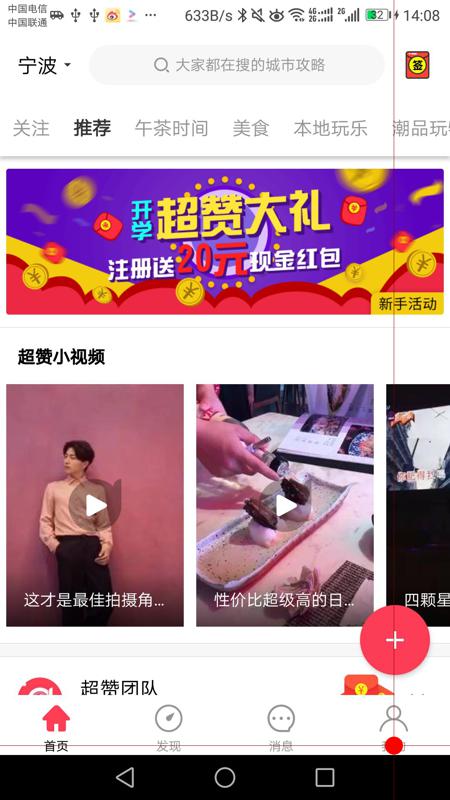 中国电信
中国联通
633B/s
4G
2G
2G
32
14:08
宁波
大家都在搜的城市攻略
签
关注 推荐 午茶时间 美食 本地玩乐 潮品玩
开学
超赞大礼
注册送20元现金红包
新手活动
超赞小视频
这才是最佳拍摄角...
性价比超级高的日...
四颗星
超赞团队
首页 发现 消息